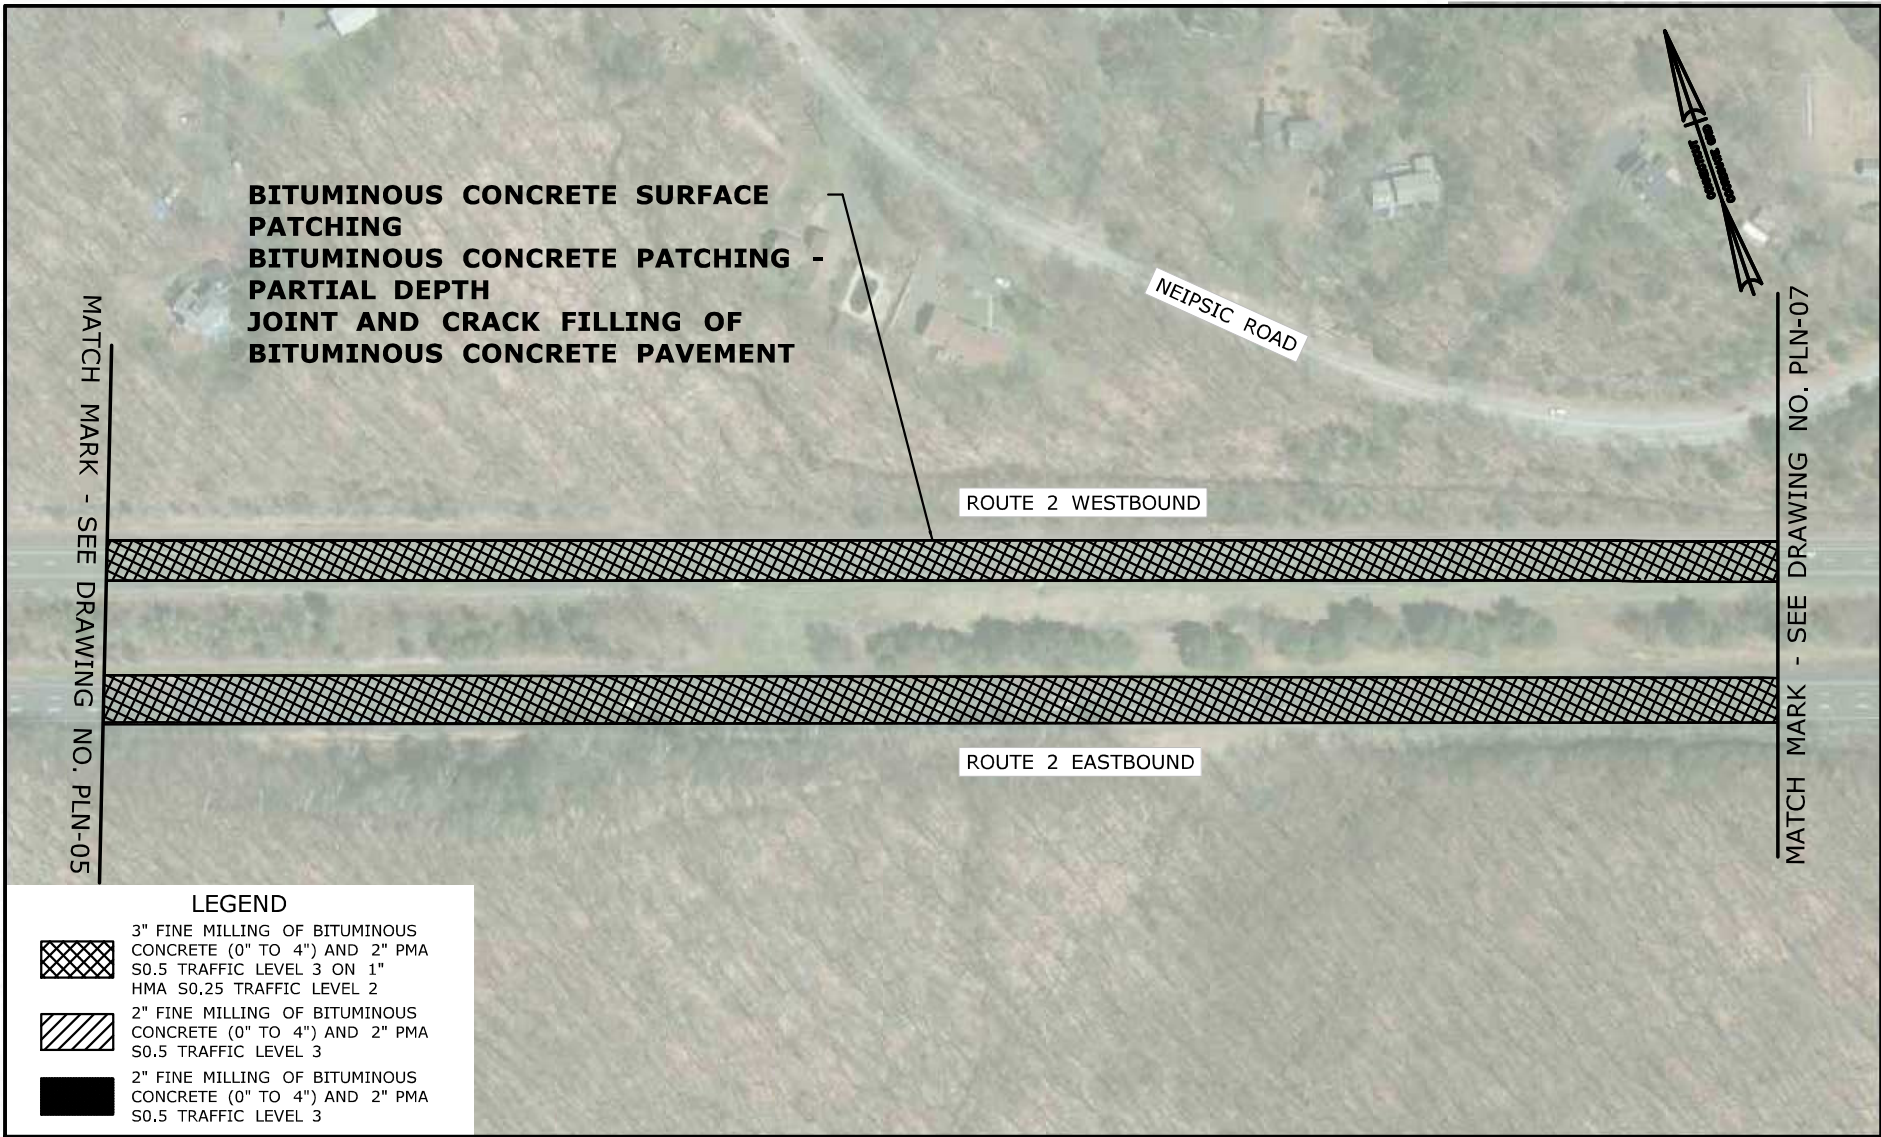 BITUMINOUS CONCRETE SURFACE
PATCHING
BITUMINOUS CONCRETE PATCHING -
PARTIAL DEPTH
JOINT AND CRACK FILLING OF
BITUMINOUS CONCRETE PAVEMENT
NEIPSIC ROAD
MATCH MARK - SEE DRAWING NO. PLN-05
MATCH MARK - SEE DRAWING NO. PLN-07
ROUTE 2 WESTBOUND
ROUTE 2 EASTBOUND
LEGEND
3" FINE MILLING OF BITUMINOUS
CONCRETE (0" TO 4") AND 2" PMA
S0.5 TRAFFIC LEVEL 3 ON 1"
HMA S0.25 TRAFFIC LEVEL 2
2" FINE MILLING OF BITUMINOUS
CONCRETE (0" TO 4") AND 2" PMA
S0.5 TRAFFIC LEVEL 3
2" FINE MILLING OF BITUMINOUS
CONCRETE (0" TO 4") AND 2" PMA
S0.5 TRAFFIC LEVEL 3